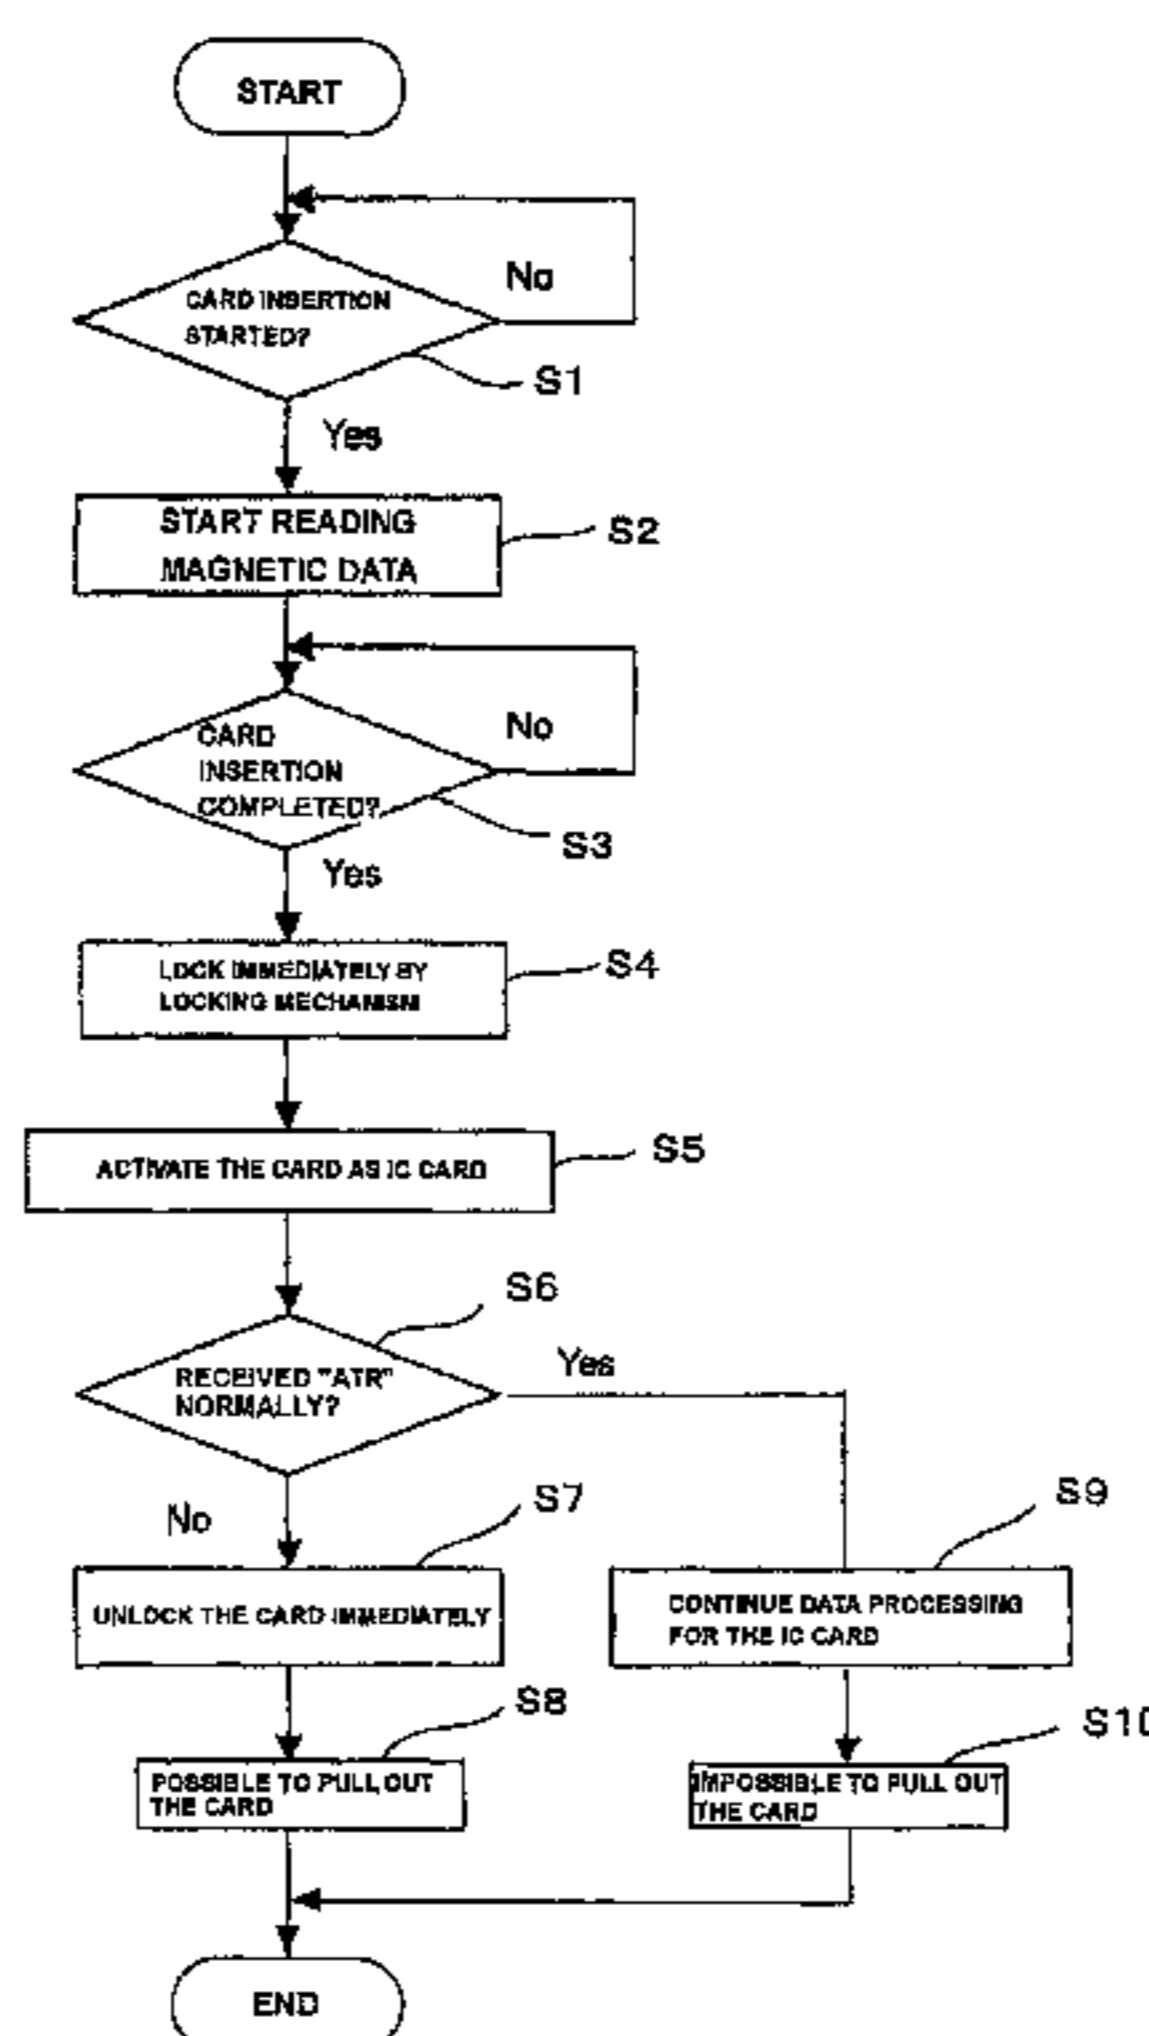 START
No
CARD INSERTION
STARTED?
S1
Yes
START READING
MAGNETIC DATA
S2
No
CARD
INSERTION
COMPLETED?
S3
Yes
LOCK IMMEDIATELY BY
LOCKING MECHANISM
S4
ACTIVATE THE CARD AS IC CARD
S5
S6
RECEIVED "ATR"
NORMALLY?
Yes
No
S7
S9
UNLOCK THE CARD IMMEDIATELY
CONTINUE DATA PROCESSING
FOR THE IC CARD
S8
S10
POSSIBLE TO PULL OUT
THE CARD
IMPOSSIBLE TO PULL OUT
THE CARD
END